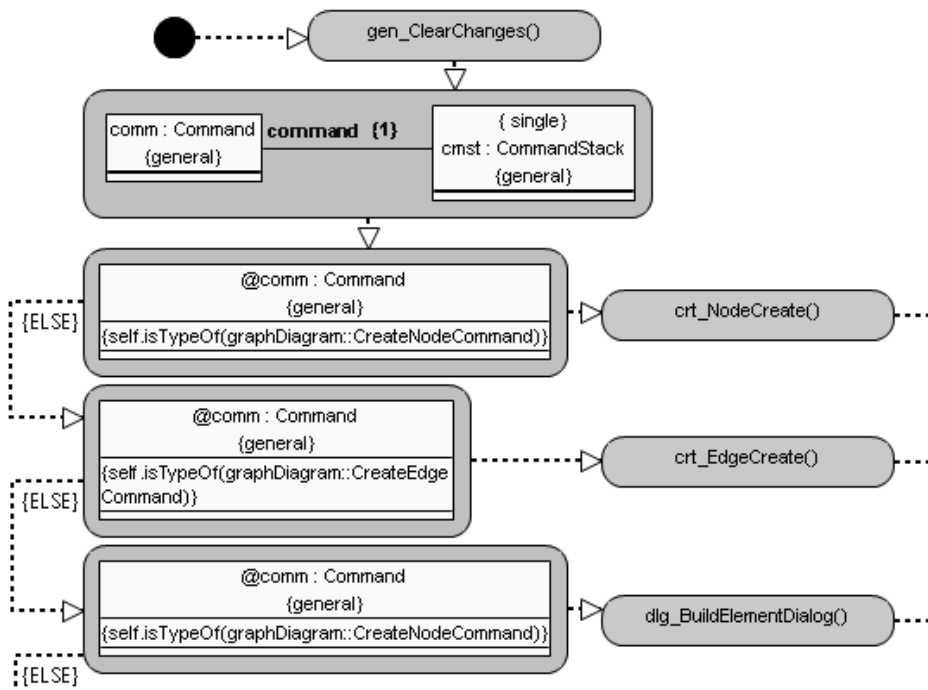 gen_ClearChanges()
comm : Command
{general}
command {1}
{ single}
cmst : CommandStack
{general}
@comm : Command
{general}
{self.isTypeOf(graphDiagram::CreateNodeCommand)}
{ELSE}
crt_NodeCreate()
@comm : Command
{general}
{self.isTypeOf(graphDiagram::CreateEdge
Command)}
{ELSE}
crt_EdgeCreate()
@comm : Command
{general}
{self.isTypeOf(graphDiagram::CreateNodeCommand)}
{ELSE}
dlg_BuildElementDialog()